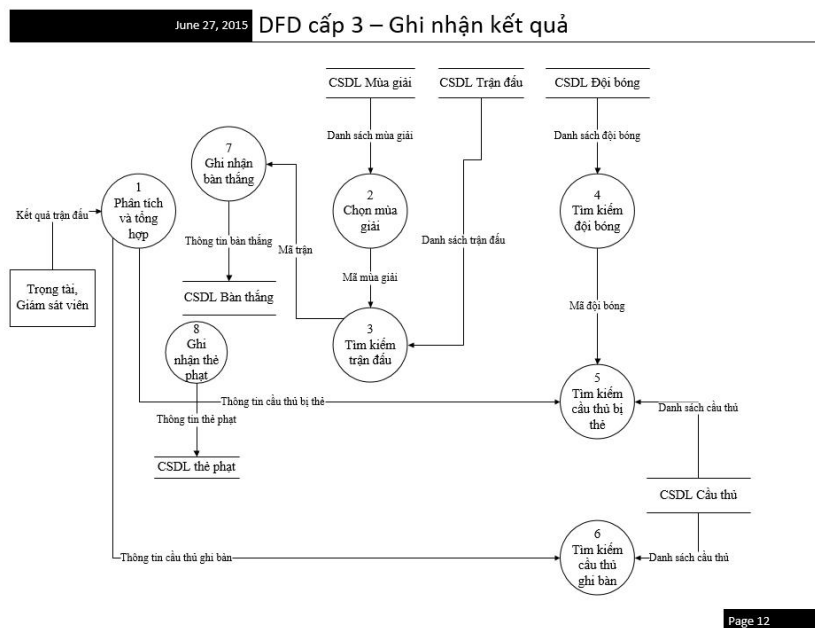 June 27, 2015 DFD cấp 3 – Ghi nhận kết quả
CSDL Mùa giải
CSDL Trận đấu
CSDL Đội bóng
Danh sách mùa giải
Danh sách đội bóng
7
Ghi nhận
bàn thắng
1
Phân tích
và tổng
hợp
2
Chọn mùa
giải
4
Tìm kiếm
đội bóng
Kết quả trận đấu
Thông tin bàn thắng
Mã trận
Danh sách trận đấu
Trọng tài,
Giám sát viên
CSDL Bàn thắng
Mã mùa giải
Mã đội bóng
8
Ghi
nhận thẻ
phạt
3
Tìm kiếm
trận đấu
5
Tìm kiếm
cầu thủ bị
thẻ
Thông tin cầu thủ bị thẻ
Danh sách cầu thủ
Thông tin thẻ phạt
CSDL thẻ phạt
CSDL Cầu thủ
6
Tìm kiếm
cầu thủ
ghi bàn
Thông tin cầu thủ ghi bàn
Danh sách cầu thủ
Page 12